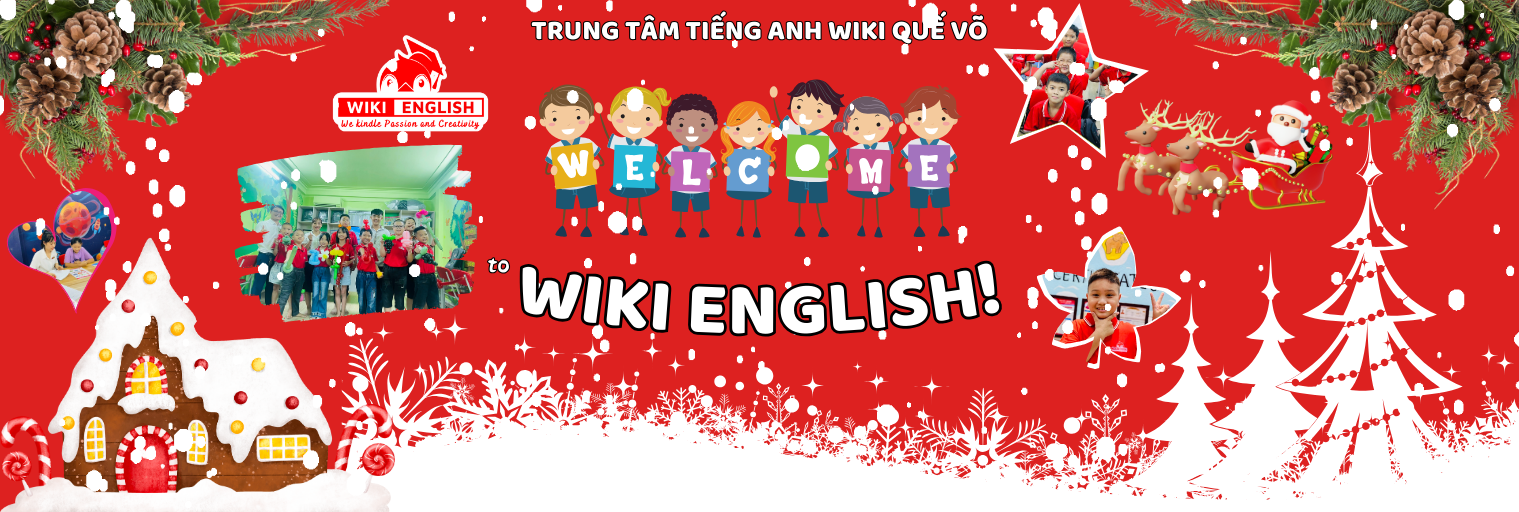 TRUNG TÂM TIẾNG ANH WIKI QUẾ VÕ
WIKI ENGLISH
We kindle Passion and Creativity
WELCOME
to
WIKI ENGLISH!